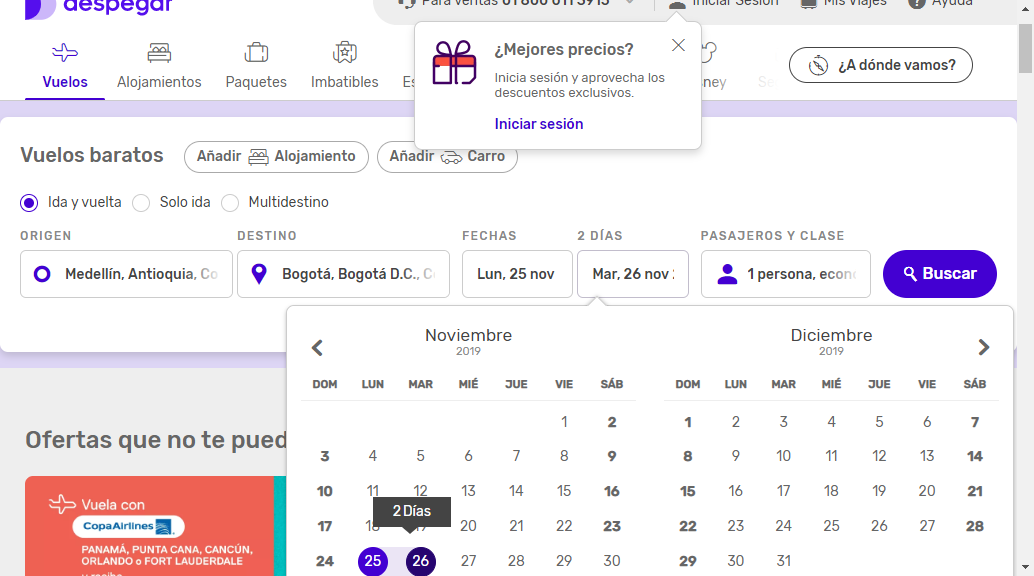 despegar
Para ventas 01 800 011 5915
Iniciar Sesión
Mis Viajes
Ayuda
Vuelos
Alojamientos
Paquetes
Imbatibles
¿A dónde vamos?
¿Mejores precios?
Inicia sesión y aprovecha los
descuentos exclusivos.
Iniciar sesión
Vuelos baratos
Añadir Alojamiento
Añadir Carro
Ida y vuelta
Solo ida
Multidestino
ORIGEN
DESTINO
FECHAS
2 DÍAS
PASAJEROS Y CLASE
Medellín, Antioquia, Co
Bogotá, Bogotá D.C., C
Lun, 25 nov
Mar, 26 nov
1 persona, econ
Buscar
Noviembre
2019
DOM LUN MAR MIÉ JUE VIE SÁB
1 2
3 4 5 6 7 8 9
10 11 12 13 14 15 16
17 18 19 20 21 22 23
2 Días
24 25 26 27 28 29 30
Diciembre
2019
DOM LUN MAR MIÉ JUE VIE SÁB
1 2 3 4 5 6 7
8 9 10 11 12 13 14
15 16 17 18 19 20 21
22 23 24 25 26 27 28
29 30 31
Ofertas que no te pued
Vuela con
CopaAirlines
PANAMÁ, PUNTA CANA, CANCÚN,
ORLANDO o FORT LAUDERDALE